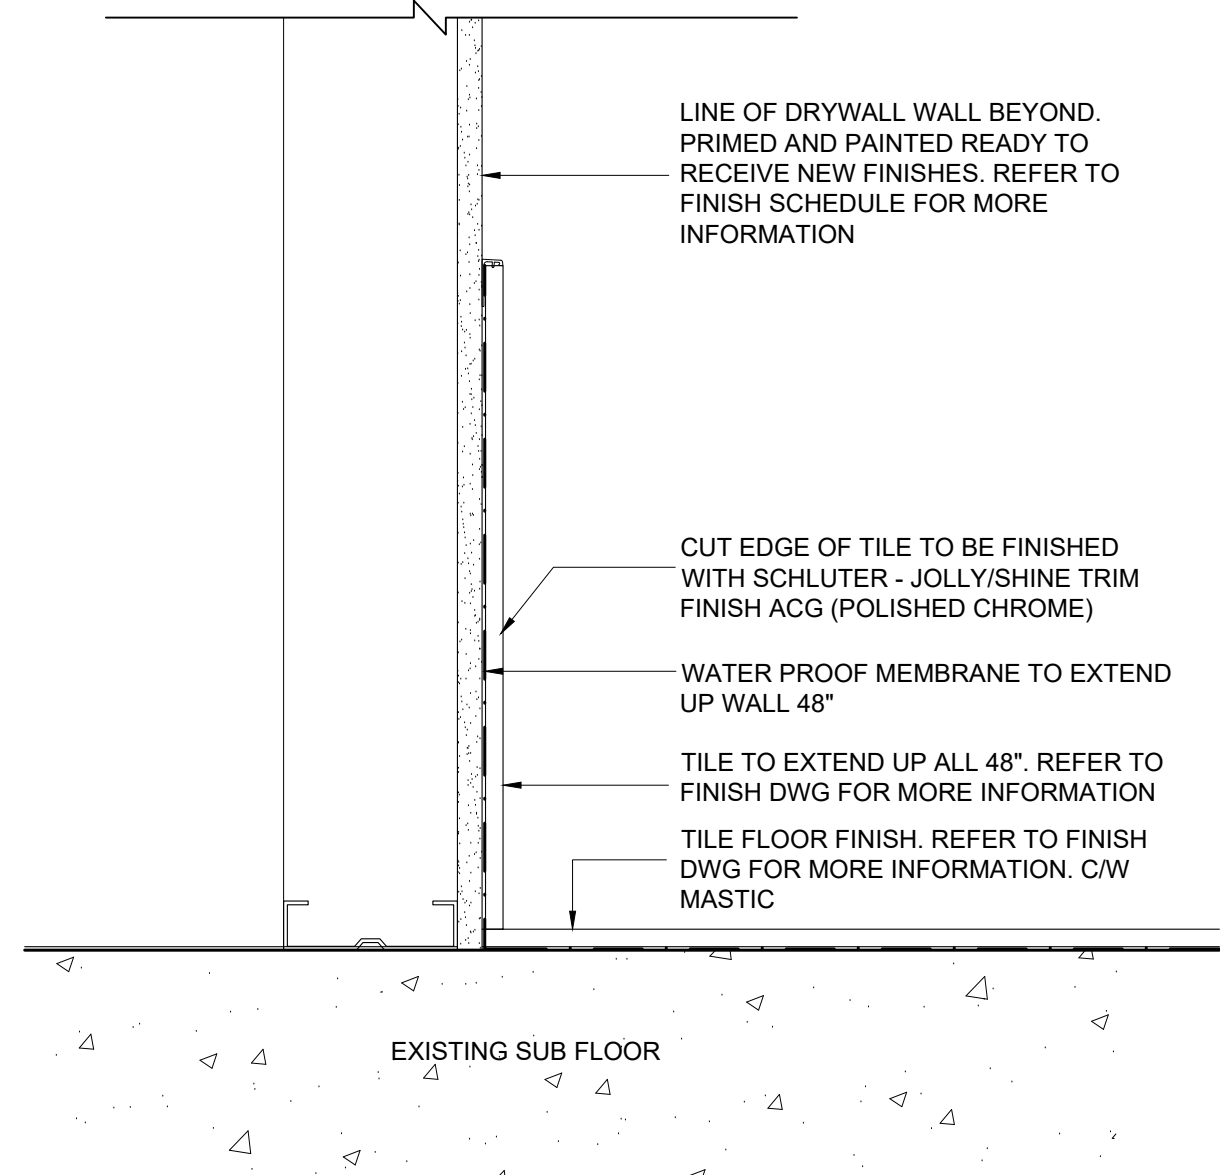 LINE OF DRYWALL WALL BEYOND.
PRIMED AND PAINTED READY TO
RECEIVE NEW FINISHES. REFER TO
FINISH SCHEDULE FOR MORE
INFORMATION
CUT EDGE OF TILE TO BE FINISHED
WITH SCHLUTER - JOLLY/SHINE TRIM
FINISH ACG (POLISHED CHROME)
WATER PROOF MEMBRANE TO EXTEND
UP WALL 48"
TILE TO EXTEND UP ALL 48". REFER TO
FINISH DWG FOR MORE INFORMATION
TILE FLOOR FINISH. REFER TO FINISH
DWG FOR MORE INFORMATION. C/W
MASTIC
EXISTING SUB FLOOR